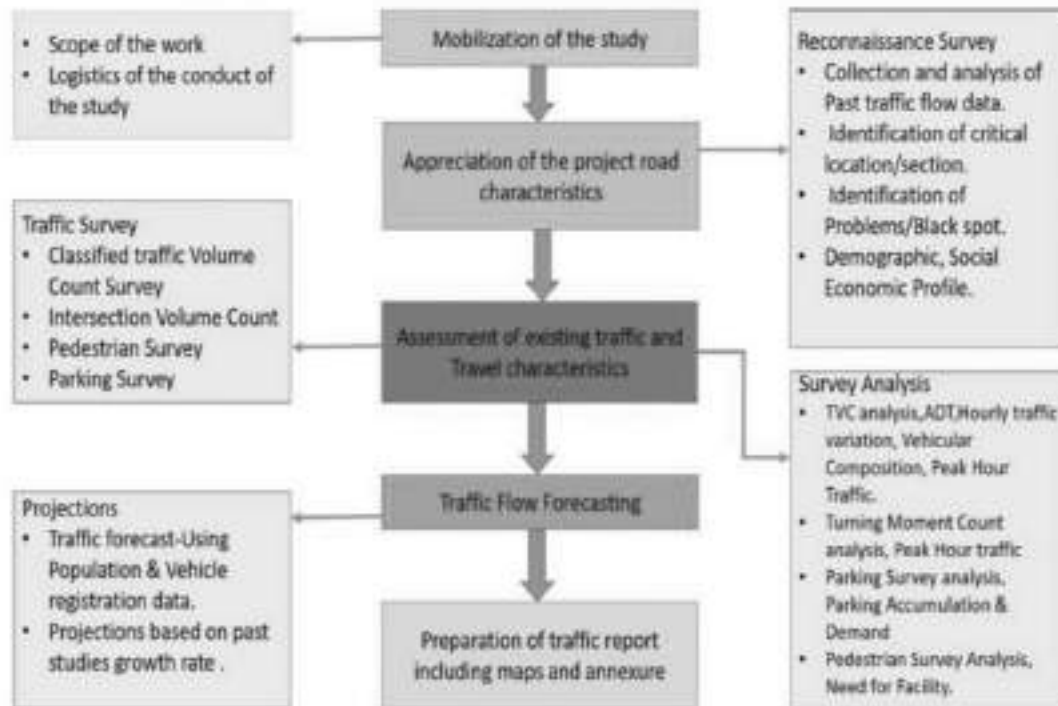 • Scope of the work
• Logistics of the conduct of
the study
Mobilization of the study
Reconnaissance Survey
• Collection and analysis of
Past traffic flow data.
• Identification of critical
location/section.
• Identification of
Problems/Black spot.
• Demographic, Social
Economic Profile.
Appreciation of the project road
characteristics
Traffic Survey
• Classified traffic Volume
Count Survey
• Intersection Volume Count
• Pedestrian Survey
• Parking Survey
Assessment of existing traffic and
Travel characteristics
Survey Analysis
• TVC analysis,ADT,Hourly traffic
variation, Vehicular
Composition, Peak Hour
Traffic.
• Turning Moment Count
analysis, Peak Hour traffic
• Parking Survey analysis,
Parking Accumulation &
Demand
• Pedestrian Survey Analysis,
Need for Facility.
Traffic Flow Forecasting
Projections
• Traffic forecast-Using
Population & Vehicle
registration data.
• Projections based on past
studies growth rate .
Preparation of traffic report
including maps and annexure